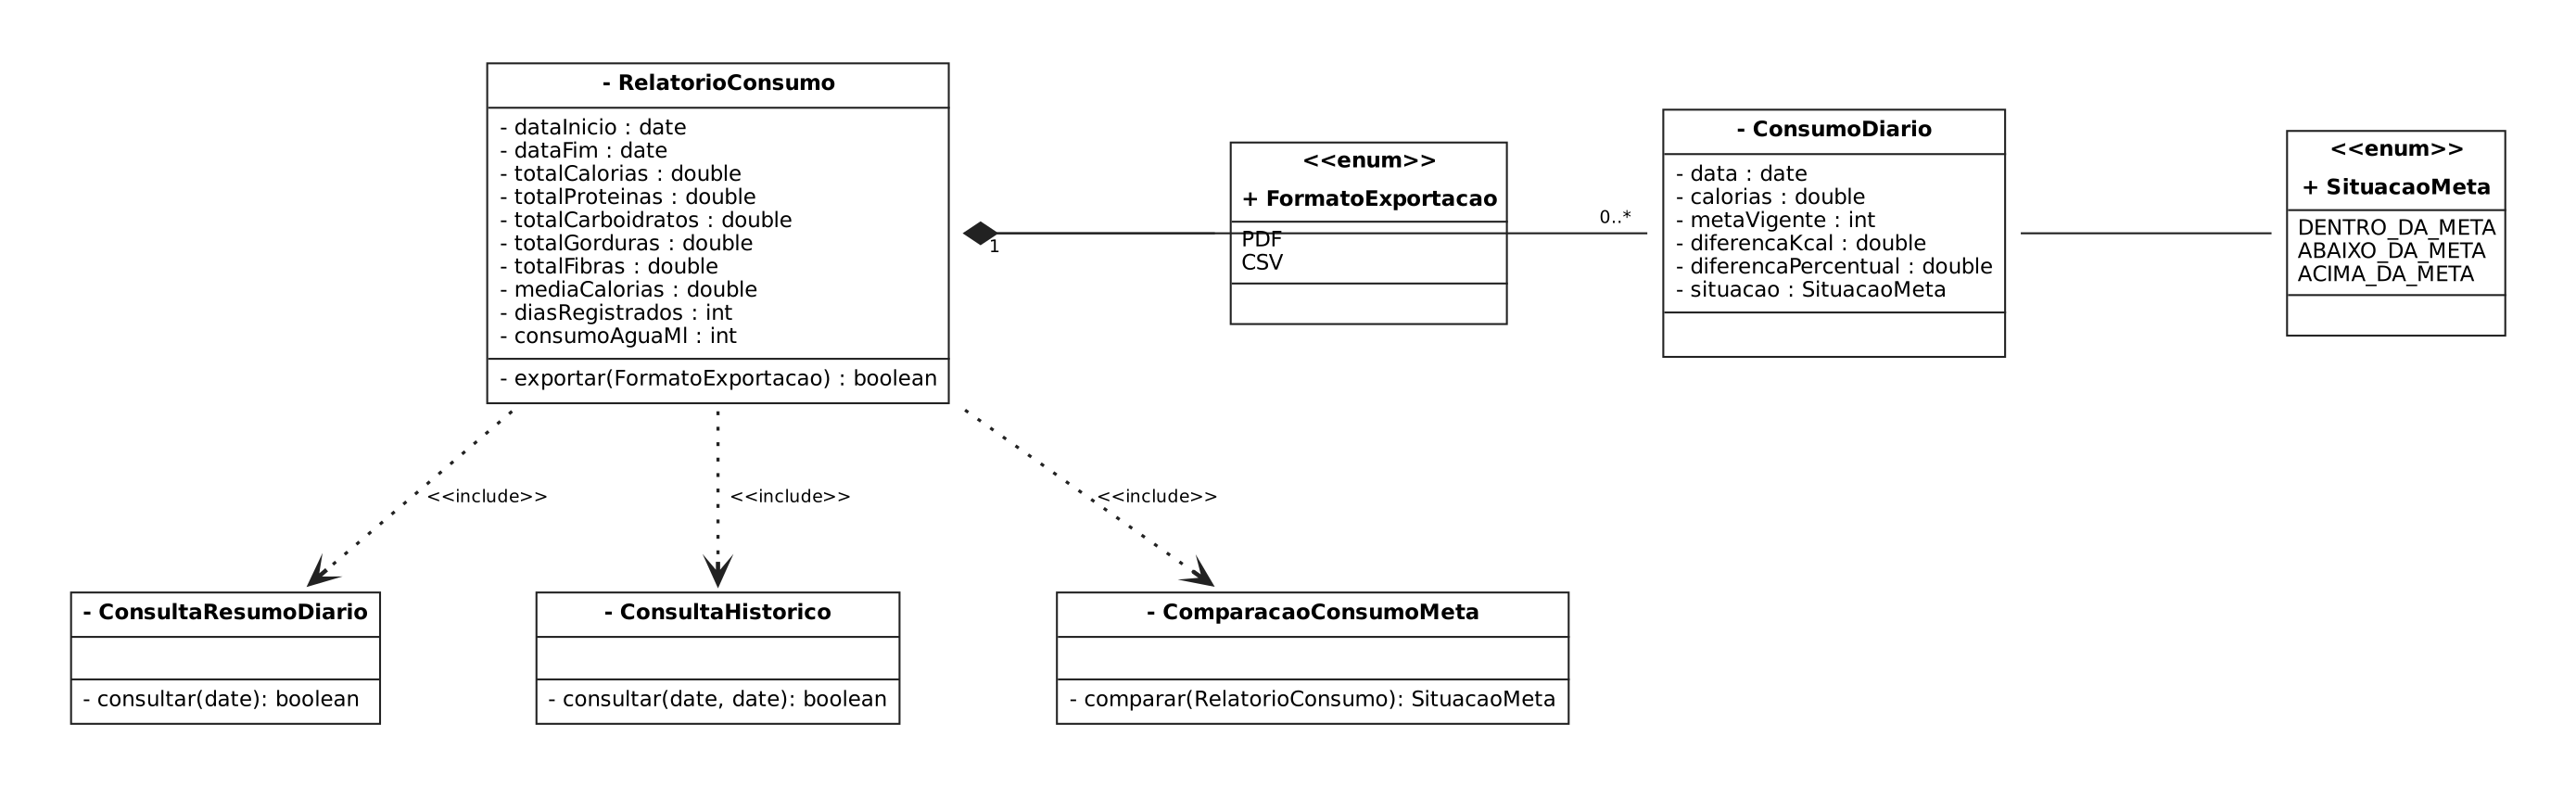 - RelatorioConsumo
- dataInicio : date
- dataFim : date
- totalCalorias : double
- totalProteinas : double
- totalCarboidratos : double
- totalGorduras : double
- totalFibras : double
- mediaCalorias : double
- diasRegistrados : int
- consumoAguaMl : int
- exportar(FormatoExportacao) : boolean
1
<<enum>>
+ FormatoExportacao
PDF
CSV
0..*
- ConsumoDiario
- data : date
- calorias : double
- metaVigente : int
- diferencaKcal : double
- diferencaPercentual : double
- situacao : SituacaoMeta
<<enum>>
+ SituacaoMeta
DENTRO_DA_META
ABAIXO_DA_META
ACIMA_DA_META
<<include>>
<<include>>
<<include>>
- ConsultaResumoDiario
- consultar(date): boolean
- ConsultaHistorico
- consultar(date, date): boolean
- ComparacaoConsumoMeta
- comparar(RelatorioConsumo): SituacaoMeta